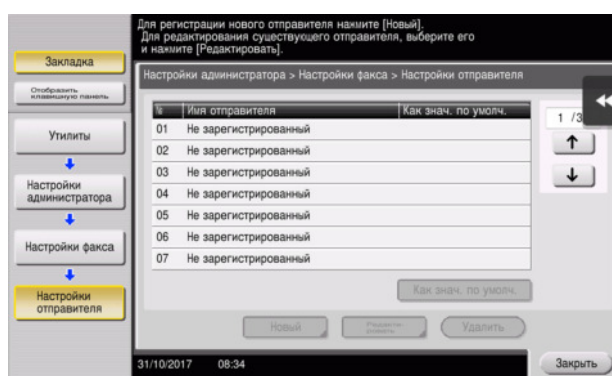 Для регистрации нового отправителя нажмите [Новый].
Для редактирования существующего отправителя, выберите его
и нажмите [Редактировать].
Закладка
Отобразить
клавишную панель
Утилиты
Настройки
администратора
Настройки факса
Настройки
отправителя
Настройки администратора > Настройки факса > Настройки отправителя
№ Имя отправителя Как знач. по умолч.
01 Не зарегистрированный
02 Не зарегистрированный
03 Не зарегистрированный
04 Не зарегистрированный
05 Не зарегистрированный
06 Не зарегистрированный
07 Не зарегистрированный
1 /3
Как знач. по умолч.
Новый Редакти-
ровать Удалить
31/10/2017 08:34
Закрыть